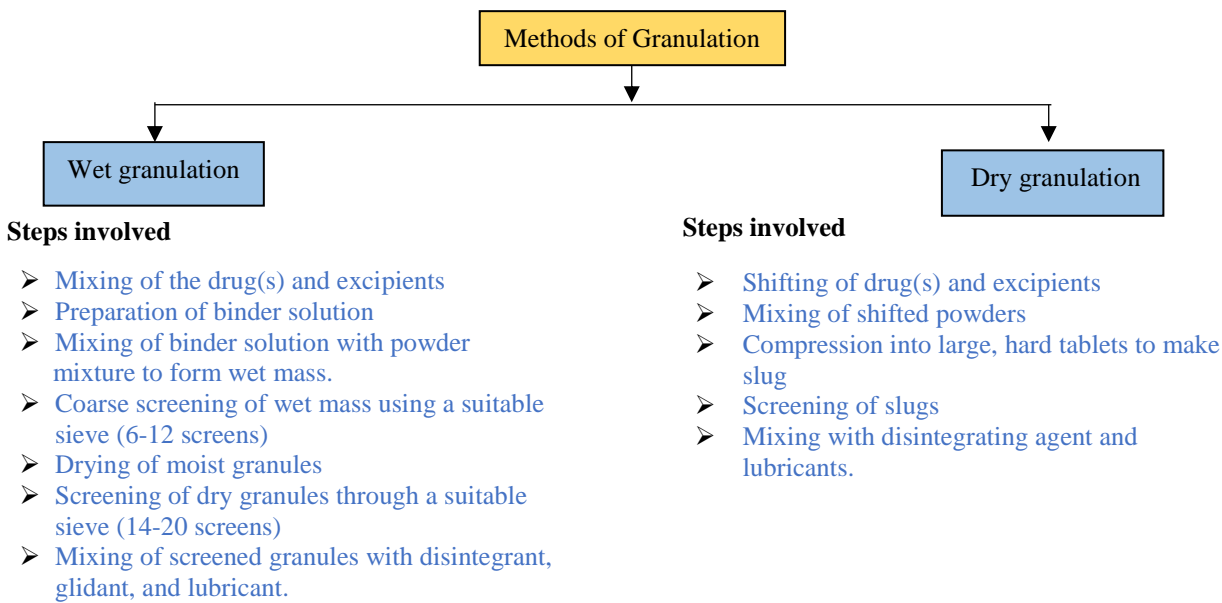 Methods of Granulation
Wet granulation
Steps involved
➢ Mixing of the drug(s) and excipients
➢ Preparation of binder solution
➢ Mixing of binder solution with powder
mixture to form wet mass.
➢ Coarse screening of wet mass using a suitable
sieve (6-12 screens)
➢ Drying of moist granules
➢ Screening of dry granules through a suitable
sieve (14-20 screens)
➢ Mixing of screened granules with disintegrant,
glidant, and lubricant.
Dry granulation
Steps involved
➢ Shifting of drug(s) and excipients
➢ Mixing of shifted powders
➢ Compression into large, hard tablets to make
slug
➢ Screening of slugs
➢ Mixing with disintegrating agent and
lubricants.